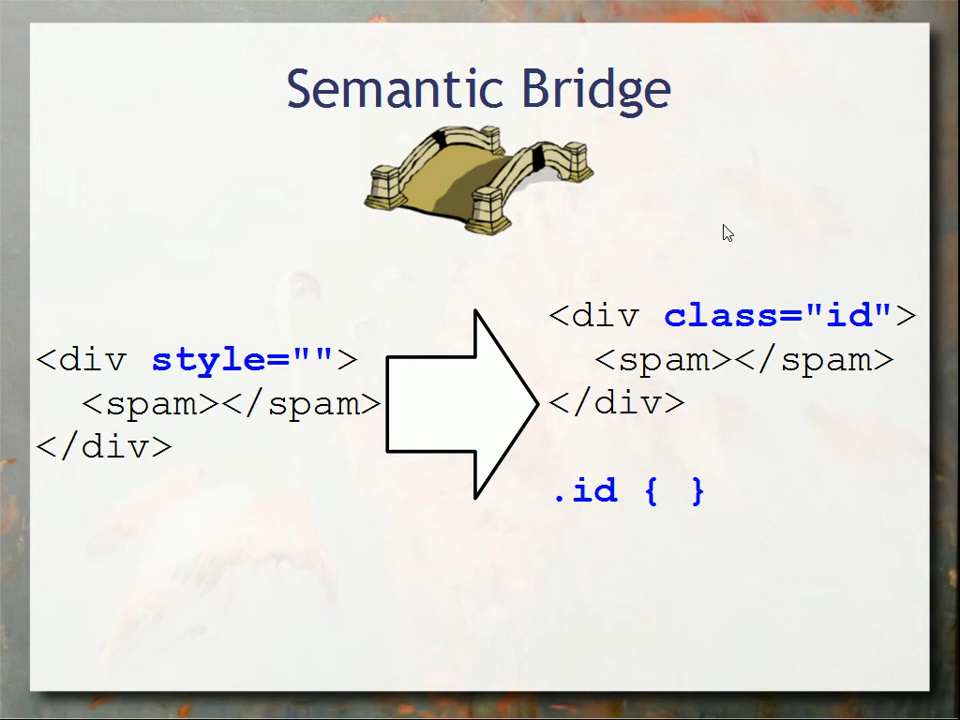 Semantic Bridge
<div style="">
  <spam></spam>
</div>
<div class="id">
  <spam></spam>
</div>
.id { }